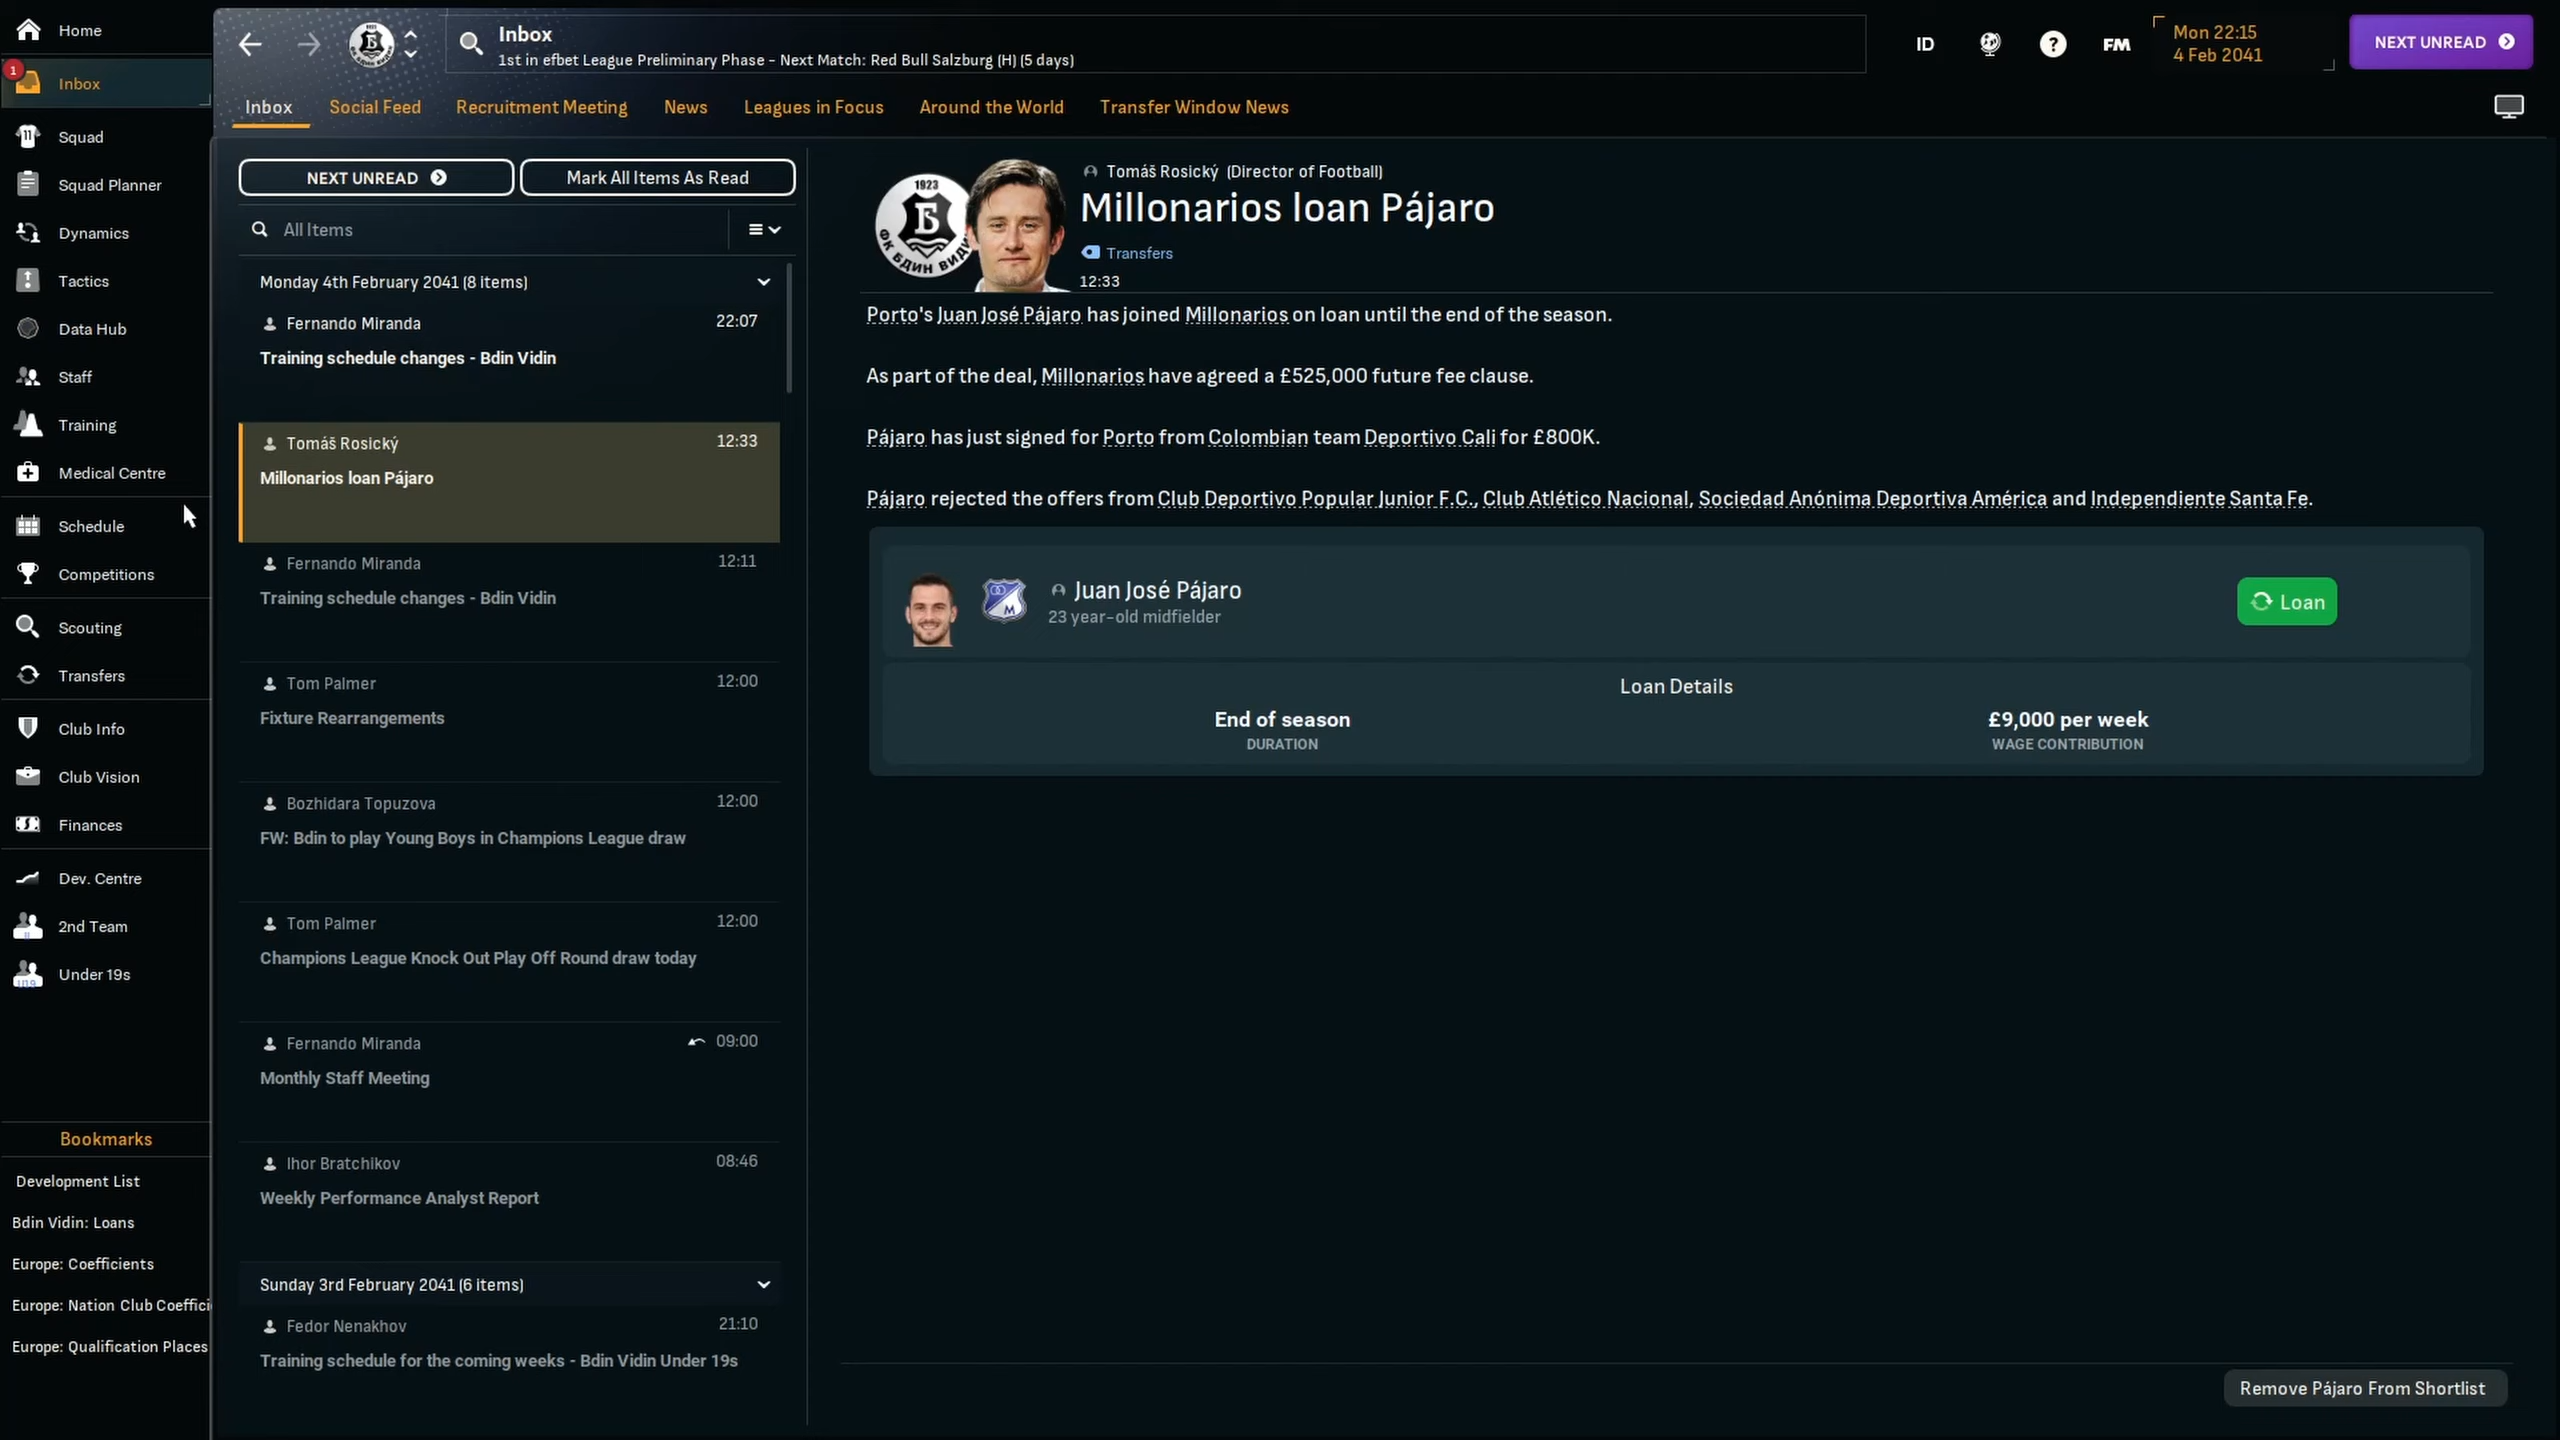 Home
1
Inbox
Squad
Squad Planner
Dynamics
Tactics
Data Hub
Staff
Training
Medical Centre
Schedule
Competitions
Scouting
Transfers
Club Info
Club Vision
Finances
Dev. Centre
2nd Team
Under 19s
Bookmarks
Development List
Bdin Vidin: Loans
Europe: Coefficients
Europe: Nation Club Coeffici
Europe: Qualification Places
Inbox
1st in efbet League Preliminary Phase - Next Match: Red Bull Salzburg (H) (5 days)
ID
FM
Mon 22:15
4 Feb 2041
NEXT UNREAD
Inbox Social Feed Recruitment Meeting News Leagues in Focus Around the World Transfer Window News
NEXT UNREAD
Mark All Items As Read
All Items
Monday 4th February 2041 (8 items)
Fernando Miranda 22:07
Training schedule changes - Bdin Vidin
Tomáš Rosický 12:33
Millonarios loan Pájaro
Fernando Miranda 12:11
Training schedule changes - Bdin Vidin
Tom Palmer 12:00
Fixture Rearrangements
Bozhidara Topuzova 12:00
FW: Bdin to play Young Boys in Champions League draw
Tom Palmer 12:00
Champions League Knock Out Play Off Round draw today
Fernando Miranda 09:00
Monthly Staff Meeting
Ihor Bratchikov 08:46
Weekly Performance Analyst Report
Sunday 3rd February 2041 (6 items)
Fedor Nenakhov 21:10
Training schedule for the coming weeks - Bdin Vidin Under 19s
1923
Б
Tomáš Rosický (Director of Football)
Millonarios loan Pájaro
Transfers
12:33
Porto's Juan José Pájaro has joined Millonarios on loan until the end of the season.
As part of the deal, Millonarios have agreed a £525,000 future fee clause.
Pájaro has just signed for Porto from Colombian team Deportivo Cali for £800K.
Pájaro rejected the offers from Club Deportivo Popular Junior F.C., Club Atlético Nacional, Sociedad Anónima Deportiva América and Independiente Santa Fe.
Juan José Pájaro
23 year-old midfielder
Loan
Loan Details
End of season
DURATION
£9,000 per week
WAGE CONTRIBUTION
Remove Pájaro From Shortlist